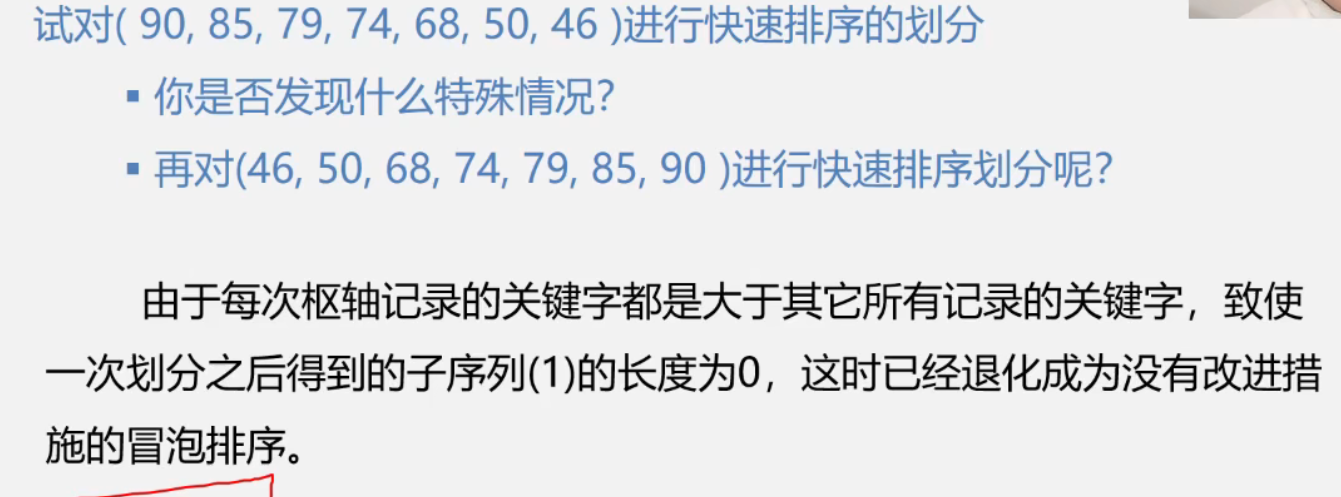 试对( 90, 85, 79, 74, 68, 50, 46 )进行快速排序的划分
▪ 你是否发现什么特殊情况？
▪ 再对(46, 50, 68, 74, 79, 85, 90 )进行快速排序划分呢？
由于每次枢轴记录的关键字都是大于其它所有记录的关键字，致使
一次划分之后得到的子序列(1)的长度为0，这时已经退化成为没有改进措
施的冒泡排序。